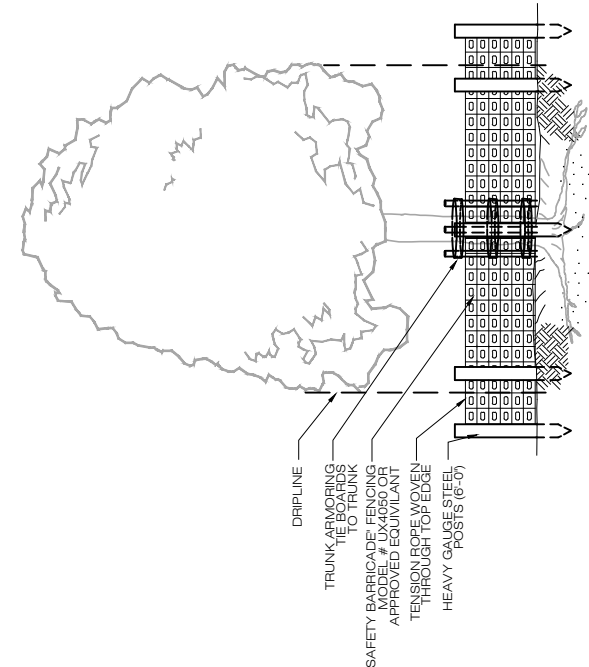 DRIPLINE
TRUNK ARMORING
TIE BOARDS
TO TRUNK
SAFETY BARRICADE' FENCING
MODEL # UX4050 OR
APPROVED EQUIVILANT
TENSION ROPE WOVEN
THROUGH TOP EDGE
HEAVY GAUGE STEEL
POSTS (6'-0")